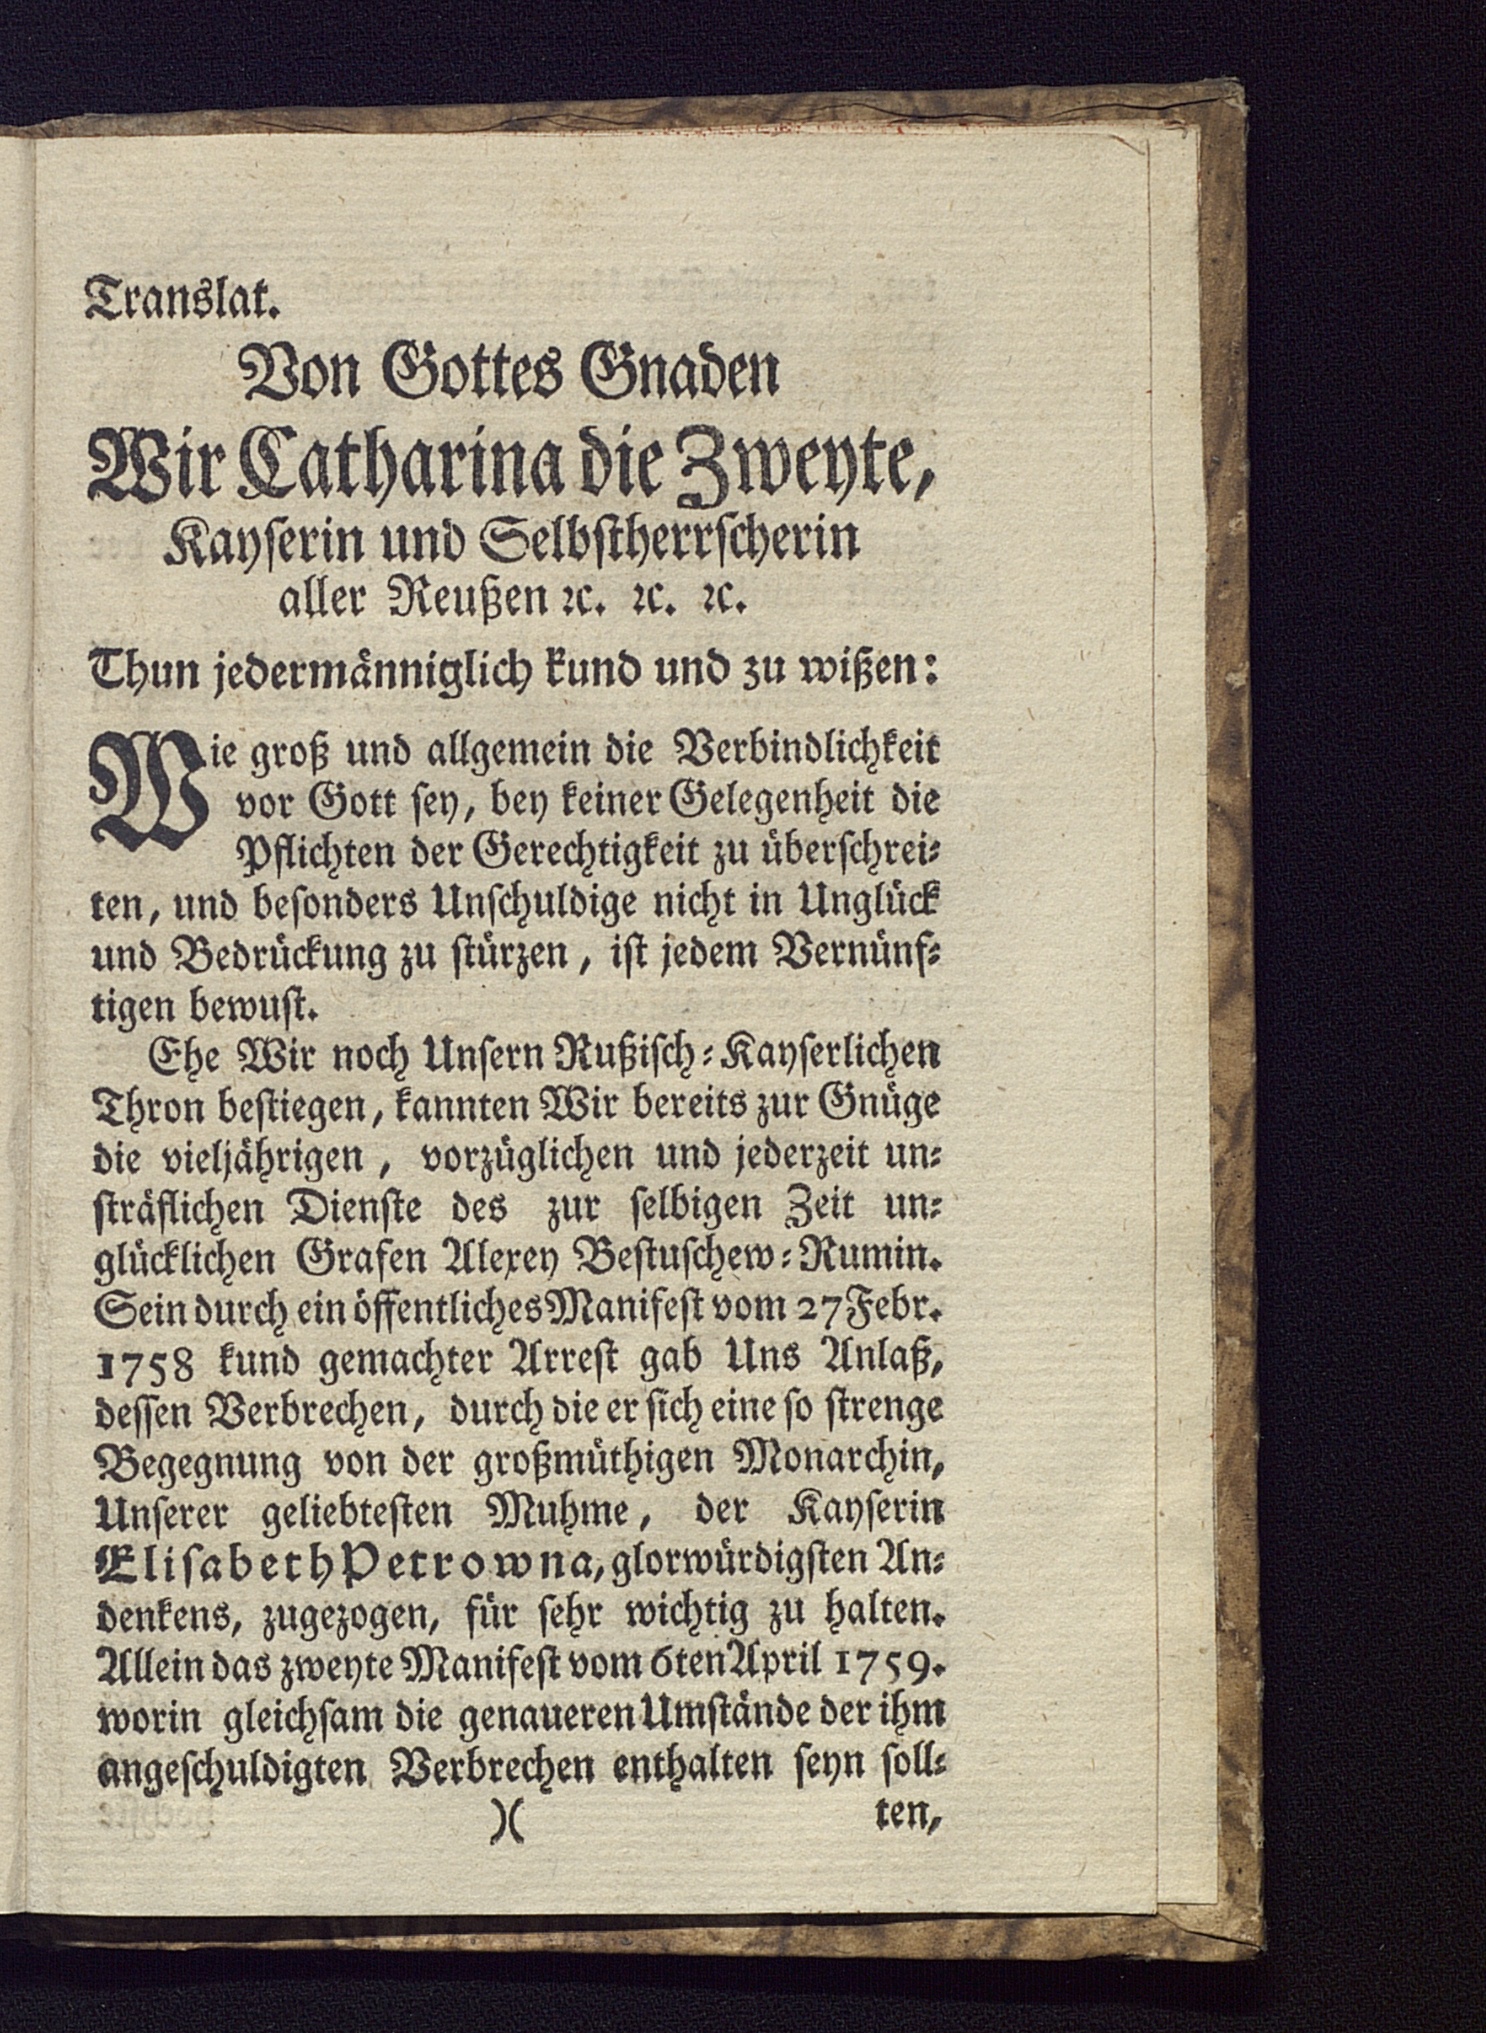 Translat.
Von Gottes Gnaden
Wir Catharina die Zweyte,
Kayſerin und Selbſtherrſcherin
aller Reußen ꝛc. ꝛc. ꝛc.
Thun jedermänniglich kund und zu wißen:
Wie groß und allgemein die Verbindlichkeit
vor Gott ſey, bey keiner Gelegenheit die
Pflichten der Gerechtigkeit zu überſchrei⸗
ten, und beſonders Unſchuldige nicht in Unglück
und Bedrückung zu ſtürzen, iſt jedem Vernünf⸗
tigen bewuſt.
Ehe Wir noch Unſern Rußiſch⸗Kayſerlichen
Thron beſtiegen, kannten Wir bereits zur Gnüge
die vieljährigen, vorzüglichen und jederzeit un⸗
ſträflichen Dienſte des zur ſelbigen Zeit un⸗
glücklichen Grafen Alexey Beſtuſchew⸗Rumin.
Sein durch ein öffentliches Manifeſt vom 27 Febr.
1758 kund gemachter Arreſt gab Uns Anlaß,
deſſen Verbrechen, durch die er ſich eine ſo ſtrenge
Begegnung von der großmüthigen Monarchin,
Unſerer geliebteſten Muhme, der Kayſerin
Eliſabeth Petrowna, glorwürdigſten An⸗
denkens, zugezogen, für ſehr wichtig zu halten.
Allein das zweyte Manifeſt vom 6ten April 1759.
worin gleichſam die genaueren Umſtände der ihm
angeſchuldigten Verbrechen enthalten ſeyn ſoll⸗
)( ten,